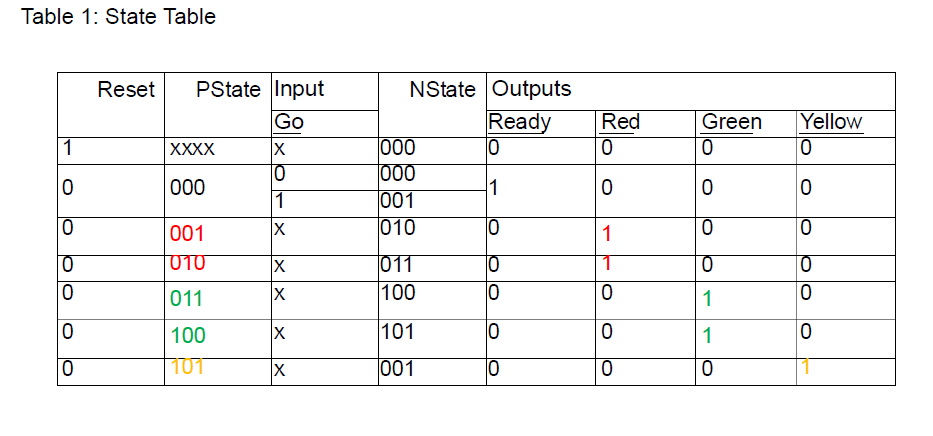 Table 1: State Table
Reset PState Input NState Outputs
Go Ready Red Green Yellow
1 xxxx x 000 0 0 0 0
0 000 0 000 1 0 0 0
1 001
0 001 x 010 0 1 0 0
0 010 x 011 0 1 0 0
0 011 x 100 0 0 1 0
0 100 x 101 0 0 1 0
0 101 x 001 0 0 0 1